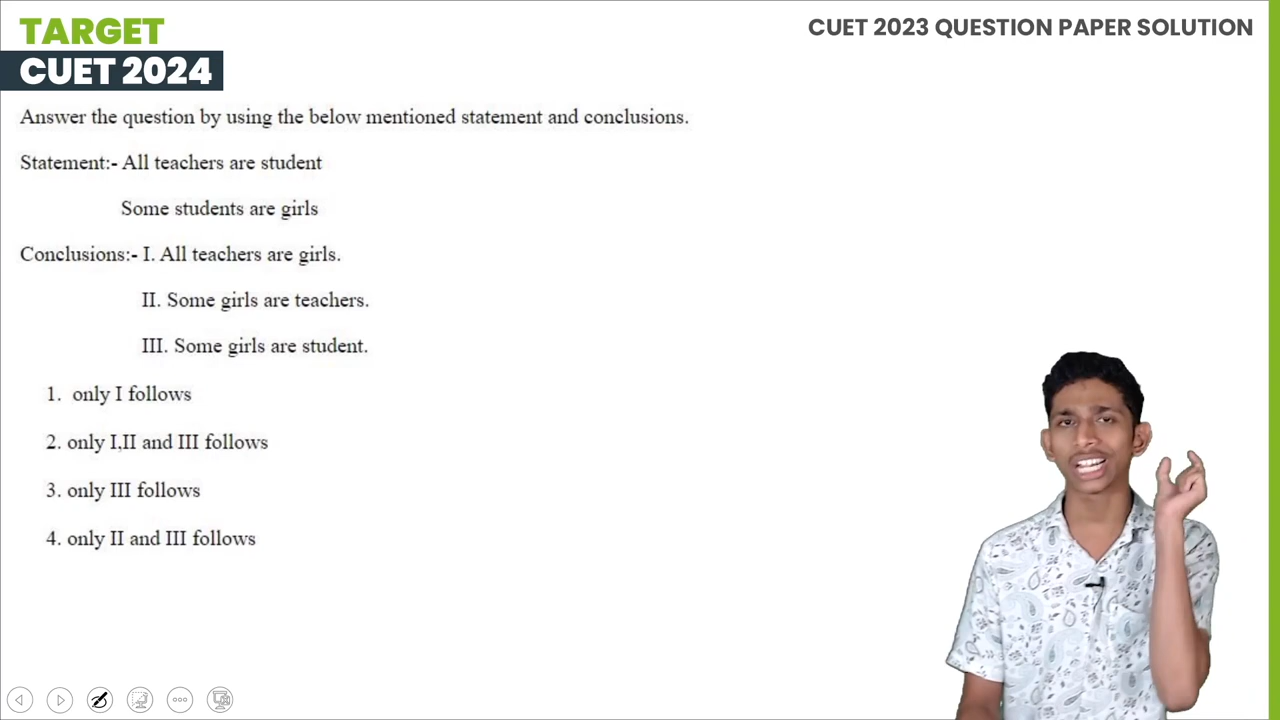 TARGET
CUET 2024
CUET 2023 QUESTION PAPER SOLUTION
Answer the question by using the below mentioned statement and conclusions.
Statement:- All teachers are student
Some students are girls
Conclusions:- I. All teachers are girls.
II. Some girls are teachers.
III. Some girls are student.
1. only I follows
2. only I,II and III follows
3. only III follows
4. only II and III follows